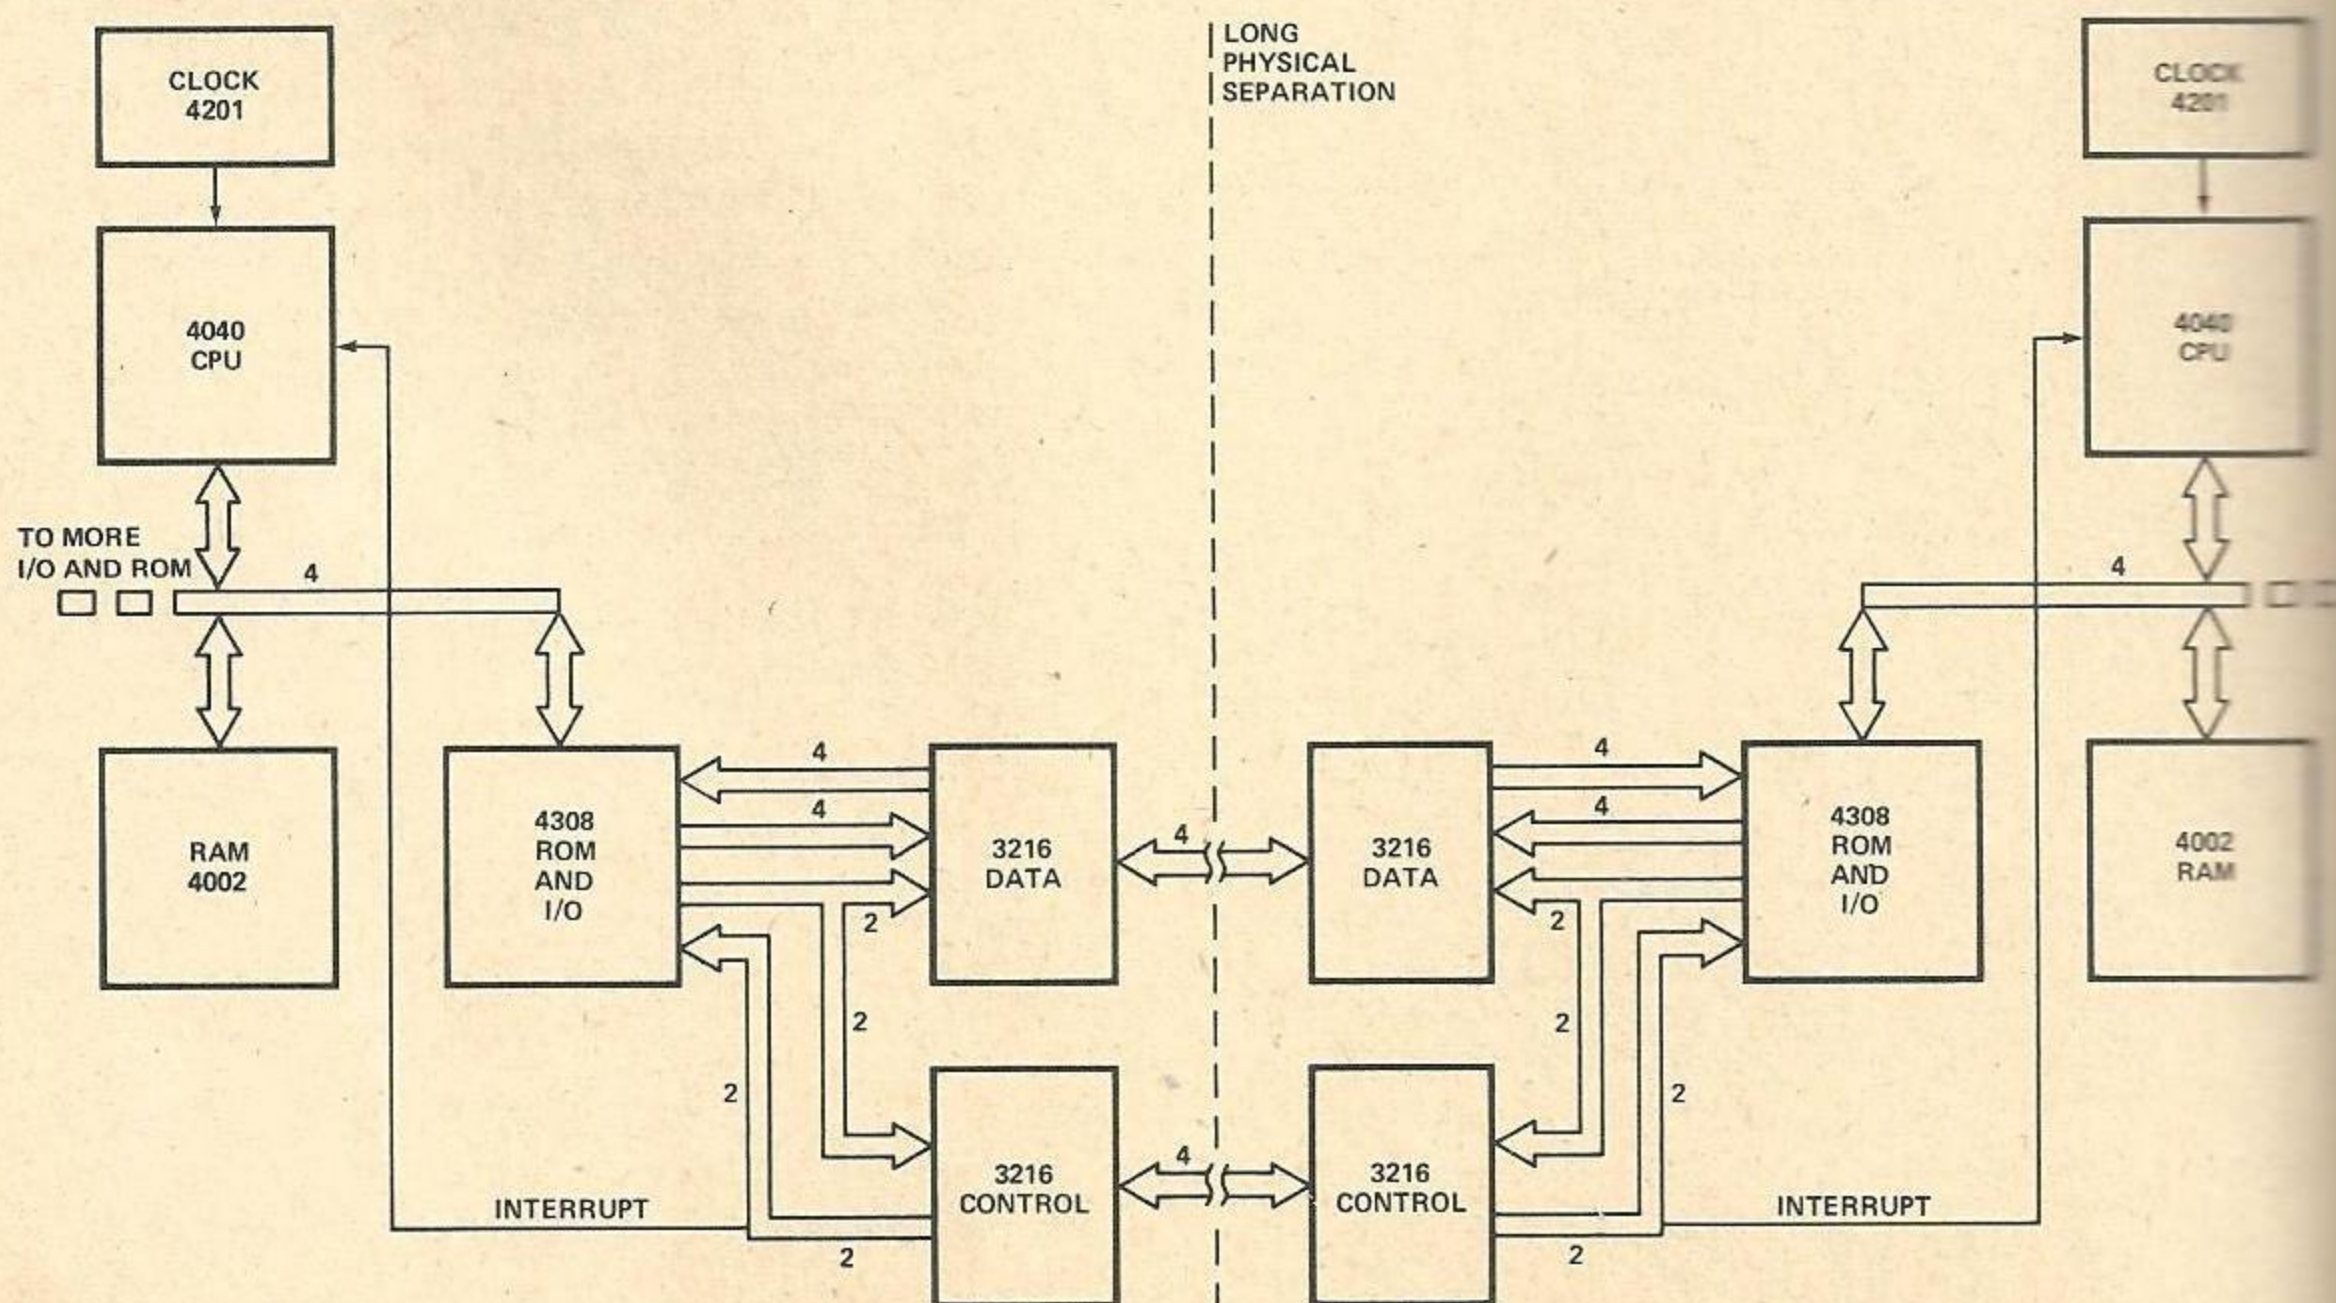 CLOCK
4201
LONG
PHYSICAL
SEPARATION
CLOCK
4201
4040
CPU
4040
CPU
TO MORE
I/O AND ROM
4
4
RAM
4002
4308
ROM
AND
I/O
4
4
2
3216
DATA
4
3216
DATA
4
4
2
4308
ROM
AND
I/O
4002
RAM
2
2
2
2
3216
CONTROL
4
3216
CONTROL
INTERRUPT
2
INTERRUPT
2